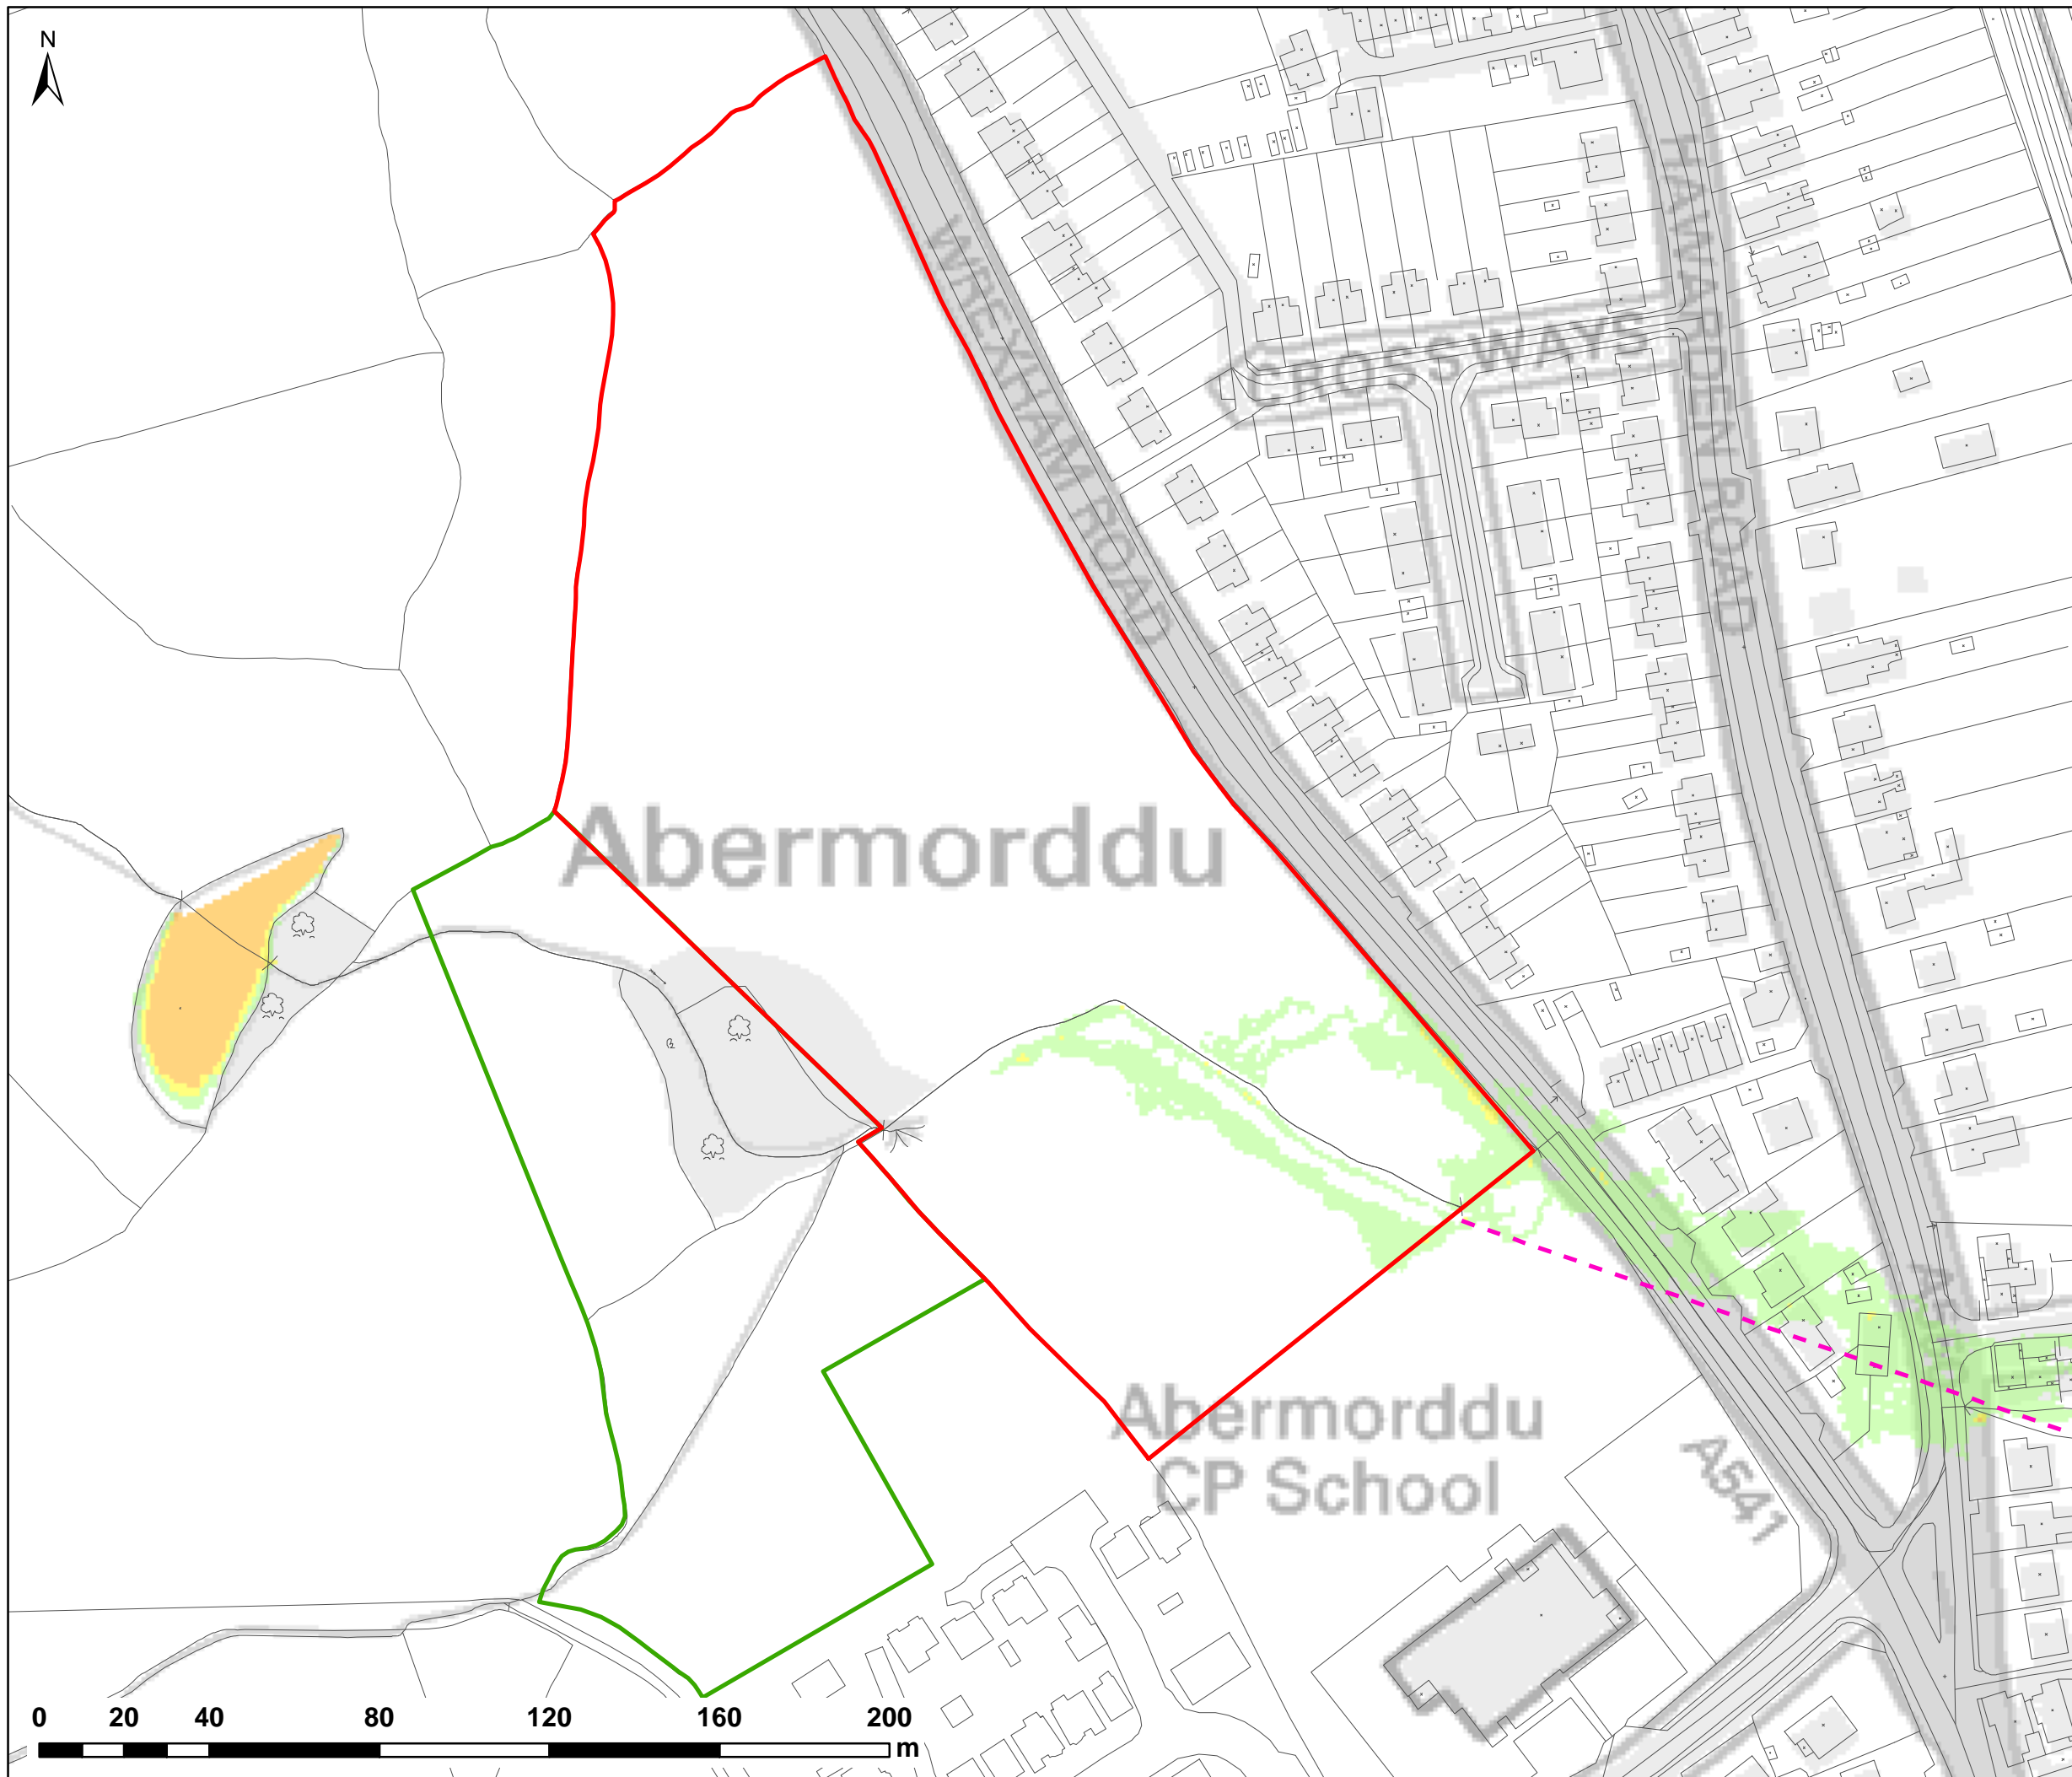 N
WREXHAM ROAD
HAWARDEN ROAD
CROSSWAYS
Abermorddu
Abermorddu
CP School
A541
0 20 40 80 120 160 200
m